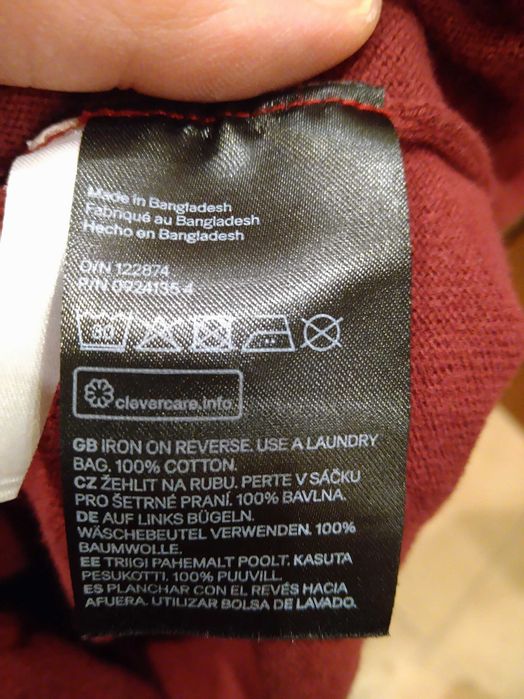 Made in Bangladesh
Fabriqué au Bangladesh
Hecho en Bangladesh
O/N 122874
P/N 0924135-4
30
clevercare.info
GB IRON ON REVERSE. USE A LAUNDRY
BAG. 100% COTTON.
CZ ŽEHLIT NA RUBU. PERTE V SÁČKU
PRO ŠETRNÉ PRANÍ. 100% BAVLNA.
DE AUF LINKS BÜGELN.
WÄSCHEBEUTEL VERWENDEN. 100%
BAUMWOLLE.
EE TRIIGI PAHEMALT POOLT. KASUTA
PESUKOTTI. 100% PUUVILL.
ES PLANCHAR CON EL REVÉS HACIA
AFUERA. UTILIZAR BOLSA DE LAVADO.